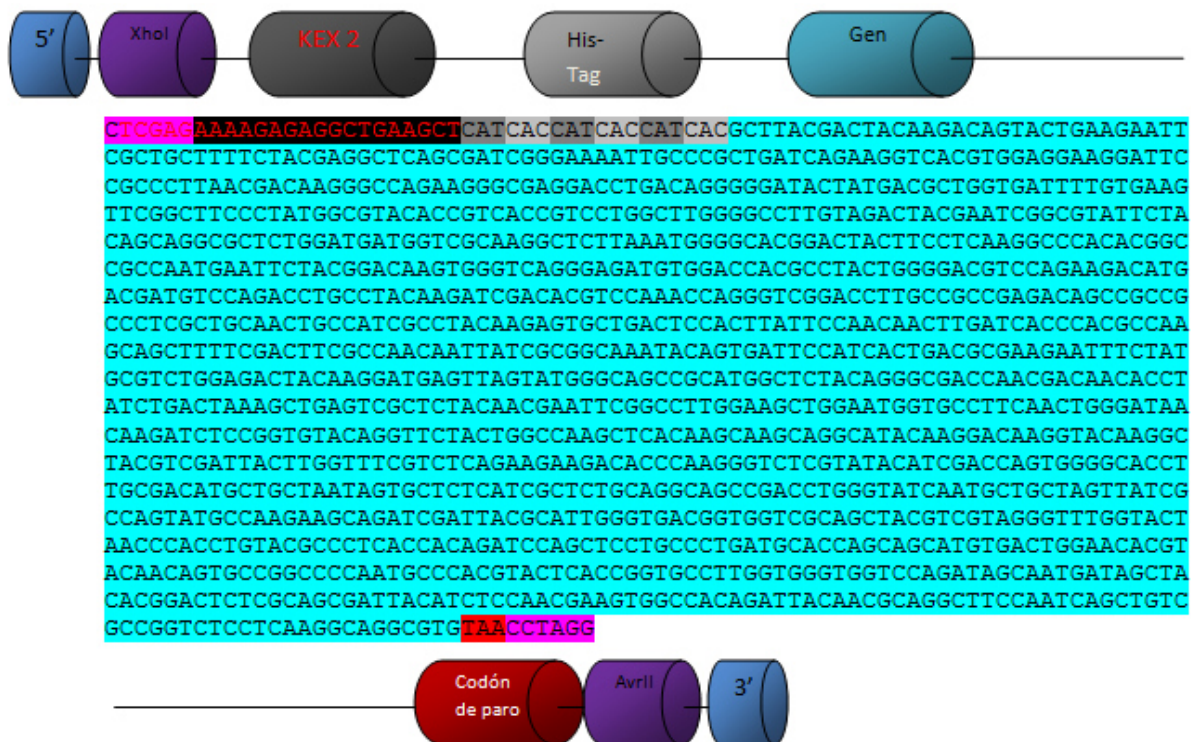 5’
XhoI
KEX 2
His-
Tag
Gen
CTCGAGAAAAGAGAGGCTGAAGCTCATCACCATCACCATCACGCTTACGACTACAAGACAGTACTGAAGAATT
CGCTGCTTTTCTACGAGGCTCAGCGATCGGGAAAATTGCCCGCTGATCAGAAGGTCACGTGGAGGAAGGATTC
CGCCCTTAACGACAAGGGCCAGAAGGGCGAGGACCTGACAGGGGGATACTATGACGCTGGTGATTTTGTGAAG
TTCGGCTTCCCTATGGCGTACACCGTCACCGTCCTGGCTTGGGGCCTTGTAGACTACGAATCGGCGTATTCTA
CAGCAGGCGCTCTGGATGATGGTCGCAAGGCTCTTAAATGGGGCACGGACTACTTCCTCAAGGCCCACACGGC
CGCCAATGAATTCTACGGACAAGTGGGTCAGGGAGATGTGGACCACGCCTACTGGGGACGTCCAGAAGACATG
ACGATGTCCAGACCTGCCTACAAGATCGACACGTCCAAACCAGGGTCGGACCTTGCCGCCGAGACAGCCGCCG
CCCTCGCTGCAACTGCCATCGCCTACAAGAGTGCTGACTCCACTTATTCCAACAACTTGATCACCCACGCCAA
GCAGCTTTTCGACTTCGCCAACAATTATCGCGGCAAATACAGTGATTCCATCACTGACGCGAAGAATTTCTAT
GCGTCTGGAGACTACAAGGATGAGTTAGTATGGGCAGCCGCATGGCTCTACAGGGCGACCAACGACAACACCT
ATCTGACTAAAGCTGAGTCGCTCTACAACGAATTCGGCCTTGGAAGCTGGAATGGTGCCTTCAACTGGGATAA
CAAGATCTCCGGTGTACAGGTTCTACTGGCCAAGCTCACAAGCAAGCAGGCATACAAGGACAAGGTACAAGGC
TACGTCGATTACTTGGTTTCGTCTCAGAAGAAGACACCCAAGGGTCTCGTATACATCGACCAGTGGGGCACCT
TGCGACATGCTGCTAATAGTGCTCTCATCGCTCTGCAGGCAGCCGACCTGGGTATCAATGCTGCTAGTTATCG
CCAGTATGCCAAGAAGCAGATCGATTACGCATTGGGTGACGGTGGTCGCAGCTACGTCGTAGGGTTTGGTACT
AACCCACCTGTACGCCCTCACCACAGATCCAGCTCCTGCCCTGATGCACCAGCAGCATGTGACTGGAACACGT
ACAACAGTGCCGGCCCCAATGCCCACGTACTCACCGGTGCCTTGGTGGGTGGTCCAGATAGCAATGATAGCTA
CACGGACTCTCGCAGCGATTACATCTCCAACGAAGTGGCCACAGATTACAACGCAGGCTTCCAATCAGCTGTC
GCCGGTCTCCTCAAGGCAGGCGTGTAACCTAGG
Codón
de paro
AvrII
3’